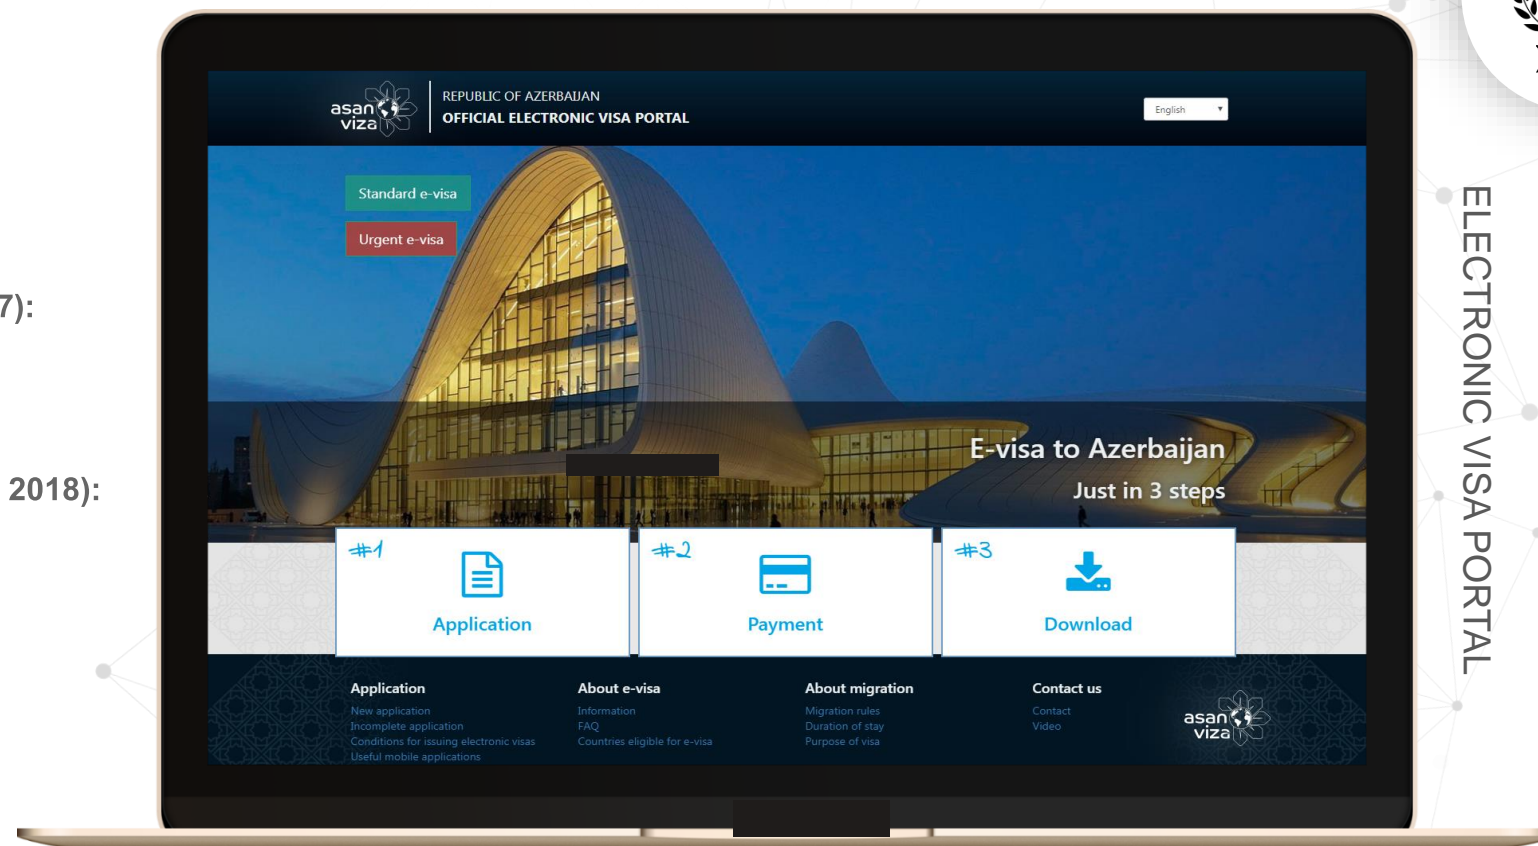 7):
2018):
asan
viza
REPUBLIC OF AZERBAIJAN
OFFICIAL ELECTRONIC VISA PORTAL
English
Standard e-visa
Urgent e-visa
E-visa to Azerbaijan
Just in 3 steps
#1
Application
#2
Payment
#3
Download
Application
New application
Incomplete application
Conditions for issuing electronic visas
Useful mobile applications
About e-visa
Information
FAQ
Countries eligible for e-visa
About migration
Migration rules
Duration of stay
Purpose of visa
Contact us
Contact
Video
asan
viza
ELECTRONIC VISA PORTAL